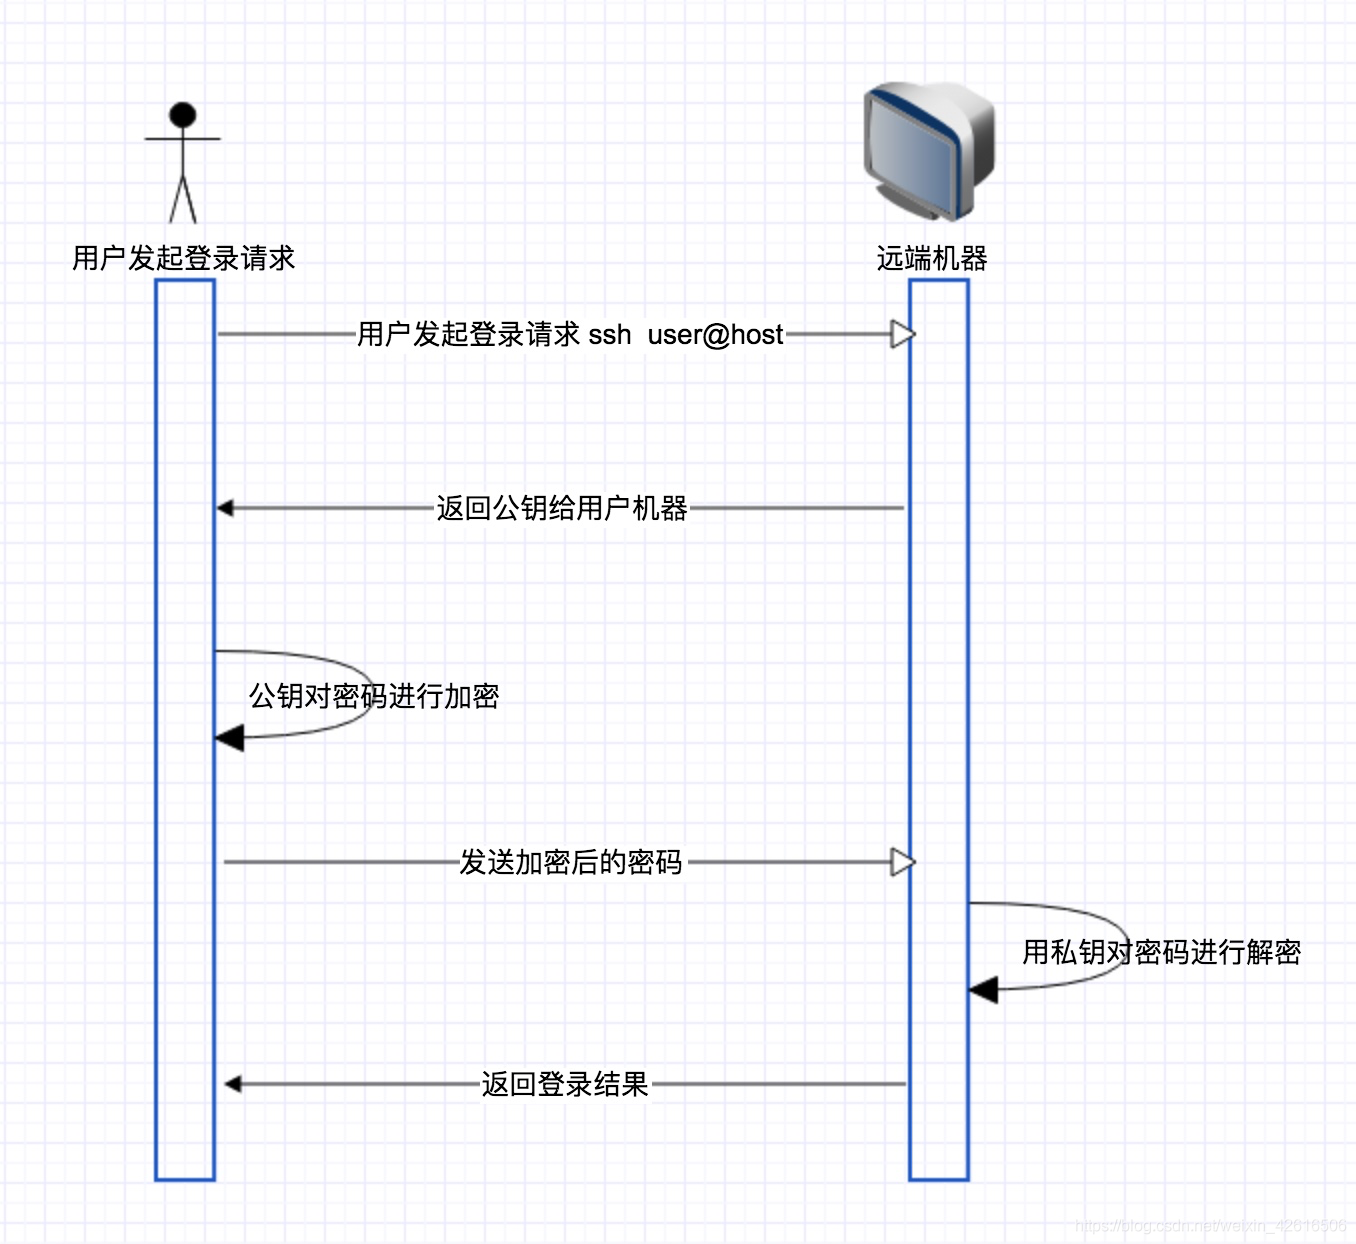 用户发起登录请求
远端机器
用户发起登录请求 ssh  user@host
返回公钥给用户机器
公钥对密码进行加密
发送加密后的密码
用私钥对密码进行解密
返回登录结果
https://blog.csdn.net/weixin_42616506